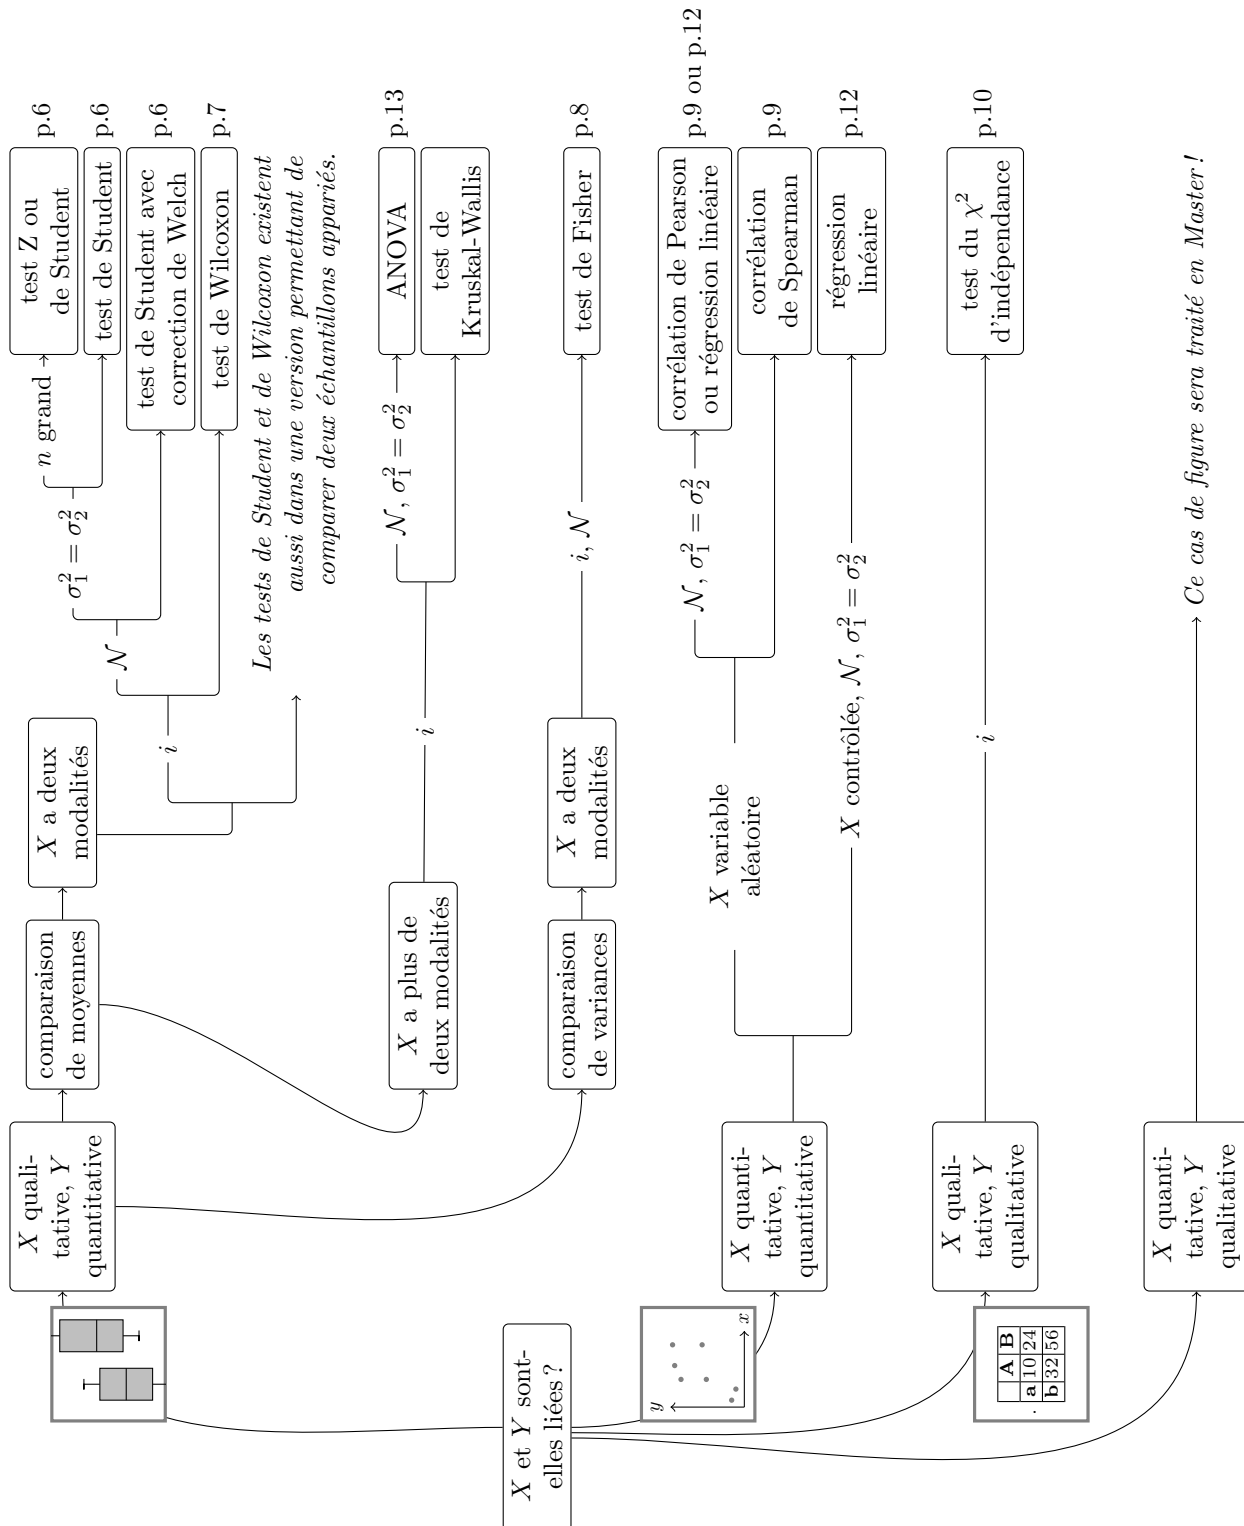 X et Y sont-
elles liées ?
X quali-
tative, Y
quantitative
comparaison
de moyennes
X a deux
modalités
i
𝒩
σ₁² = σ₂²
n grand
test Z ou
de Student
p.6
test de Student
p.6
test de Student avec
correction de Welch
p.6
test de Wilcoxon
p.7
Les tests de Student et de Wilcoxon existent
aussi dans une version permettant de
comparer deux échantillons appariés.
X a plus de
deux modalités
i
𝒩, σ₁² = σ₂²
ANOVA
p.13
test de
Kruskal-Wallis
comparaison
de variances
X a deux
modalités
i, 𝒩
test de Fisher
p.8
y
x
X quanti-
tative, Y
quantitative
X variable
aléatoire
𝒩, σ₁² = σ₂²
corrélation de Pearson
ou régression linéaire
p.9 ou p.12
corrélation
de Spearman
p.9
X contrôlée, 𝒩, σ₁² = σ₂²
régression
linéaire
p.12
A B
a 10 24
b 32 56
.
X quali-
tative, Y
qualitative
i
test du χ²
d'indépendance
p.10
X quanti-
tative, Y
qualitative
Ce cas de figure sera traité en Master !